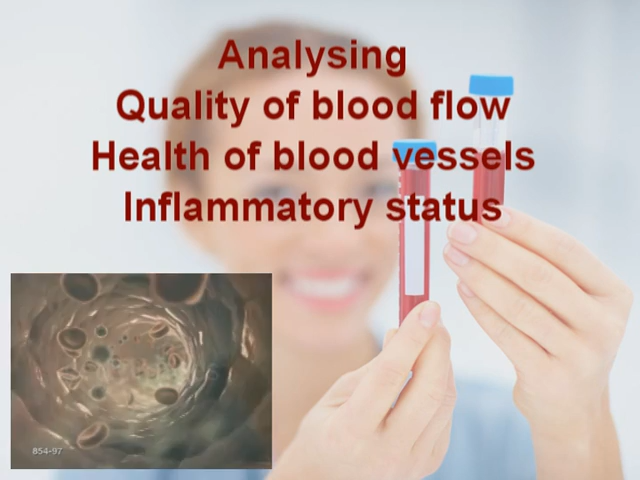 Analysing
Quality of blood flow
Health of blood vessels
Inflammatory status
854-97